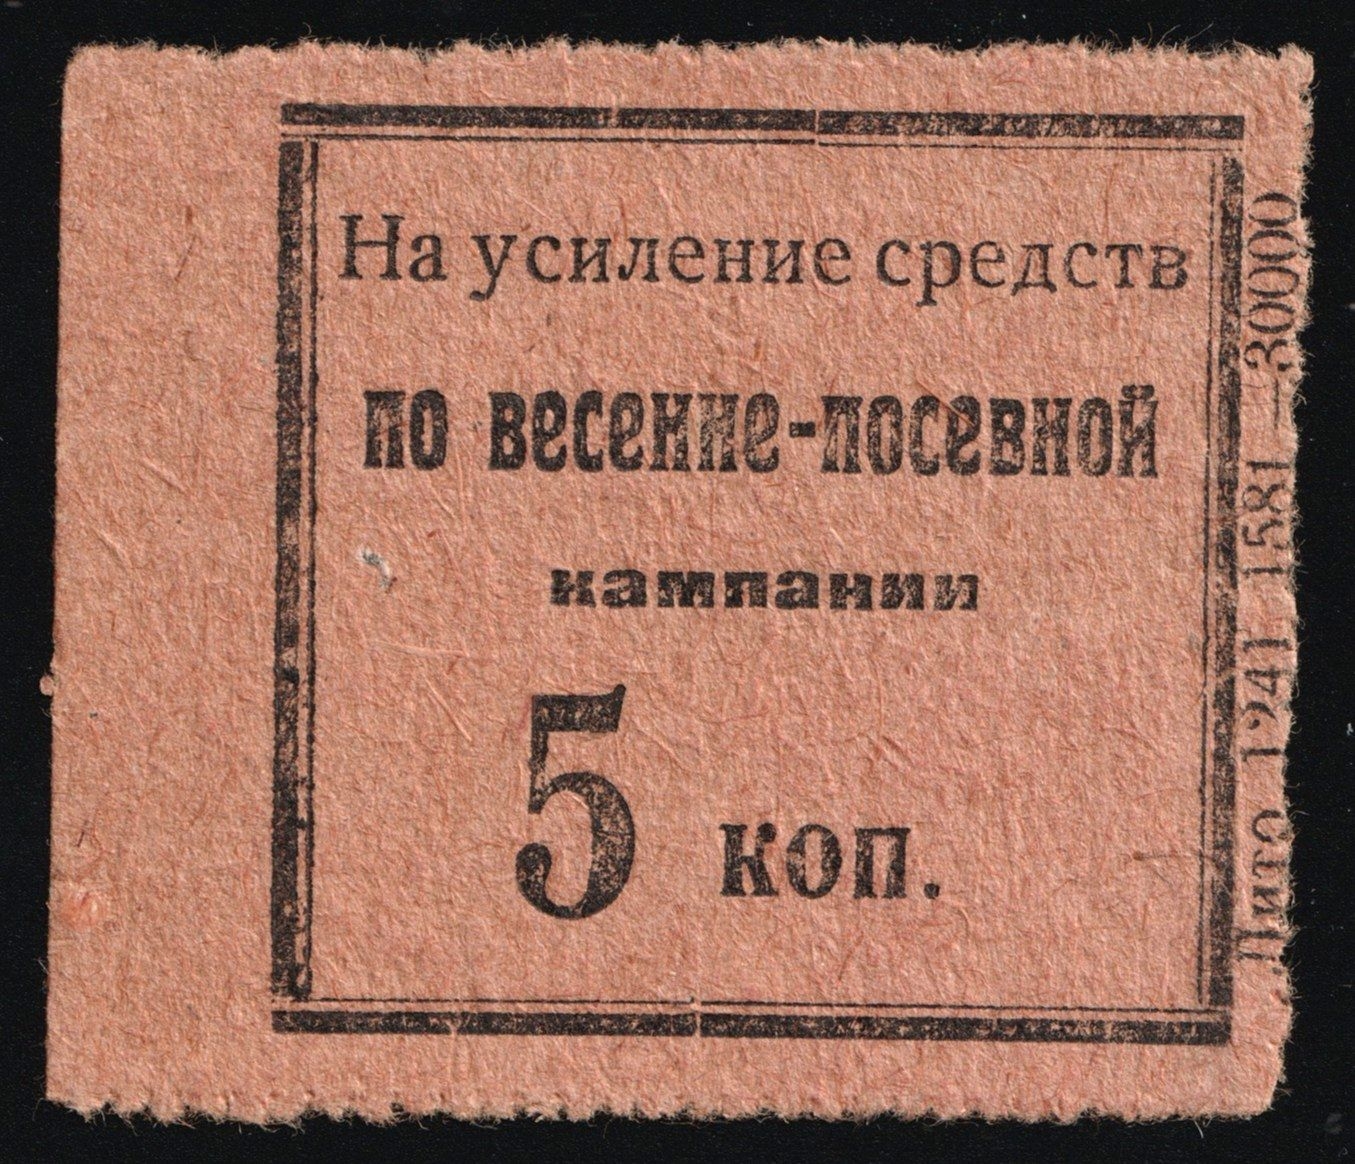 На усиление средств
по весенне-посевной
кампании
5 коп.
Лито 1241 1581—30000